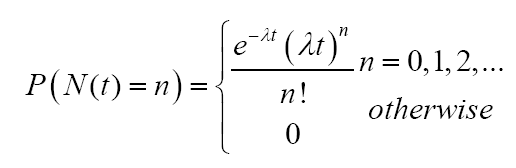 P(N(t) = n) = { e^{-λt} (λt)^n / n!   n = 0,1,2,...
0   otherwise